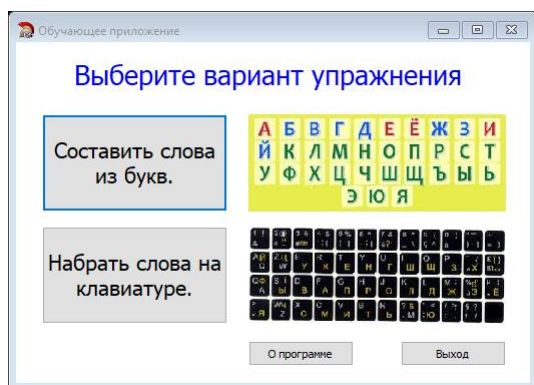 Обучающее приложение
Выберите вариант упражнения
Составить слова
из букв.
А Б В Г Д Е Ё Ж З И
Й К Л М Н О П Р С Т
У Ф Х Ц Ч Ш Щ Ъ Ы Ь
Э Ю Я
Набрать слова на
клавиатуре.
О программе
Выход